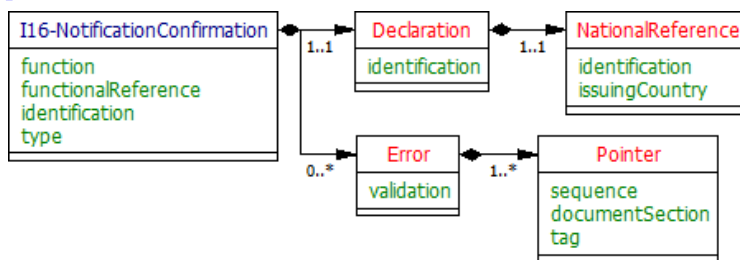 I16-NotificationConfirmation
function
functionalReference
identification
type
1..1
Declaration
identification
1..1
NationalReference
identification
issuingCountry
0..*
Error
validation
1..*
Pointer
sequence
documentSection
tag